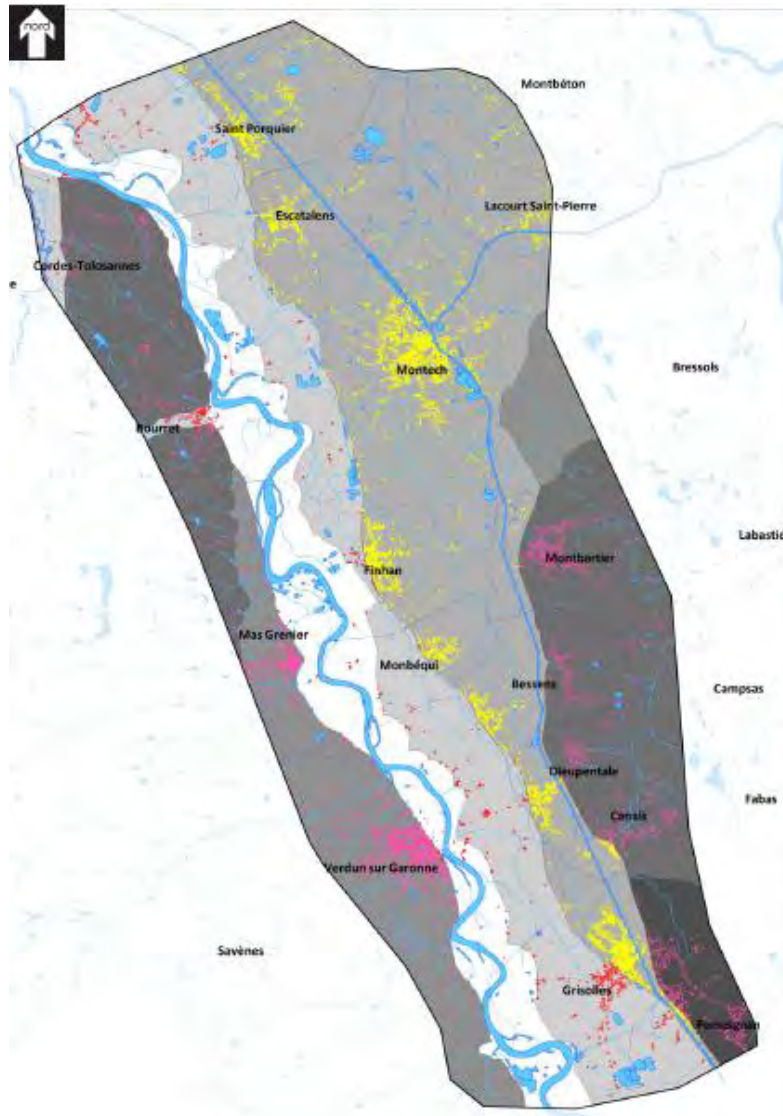 nord
Montbéton
Saint Porquier
Lacourt Saint-Pierre
Escatalens
Cordes-Tolosannes
e
Montech
Bressols
Bourret
Labastid
Montbartier
Finhan
Mas Grenier
Monbéqui
Bessens
Campsas
Dieupentale
Fabas
Canals
Verdun sur Garonne
Savènes
Grisolles
Pompignan